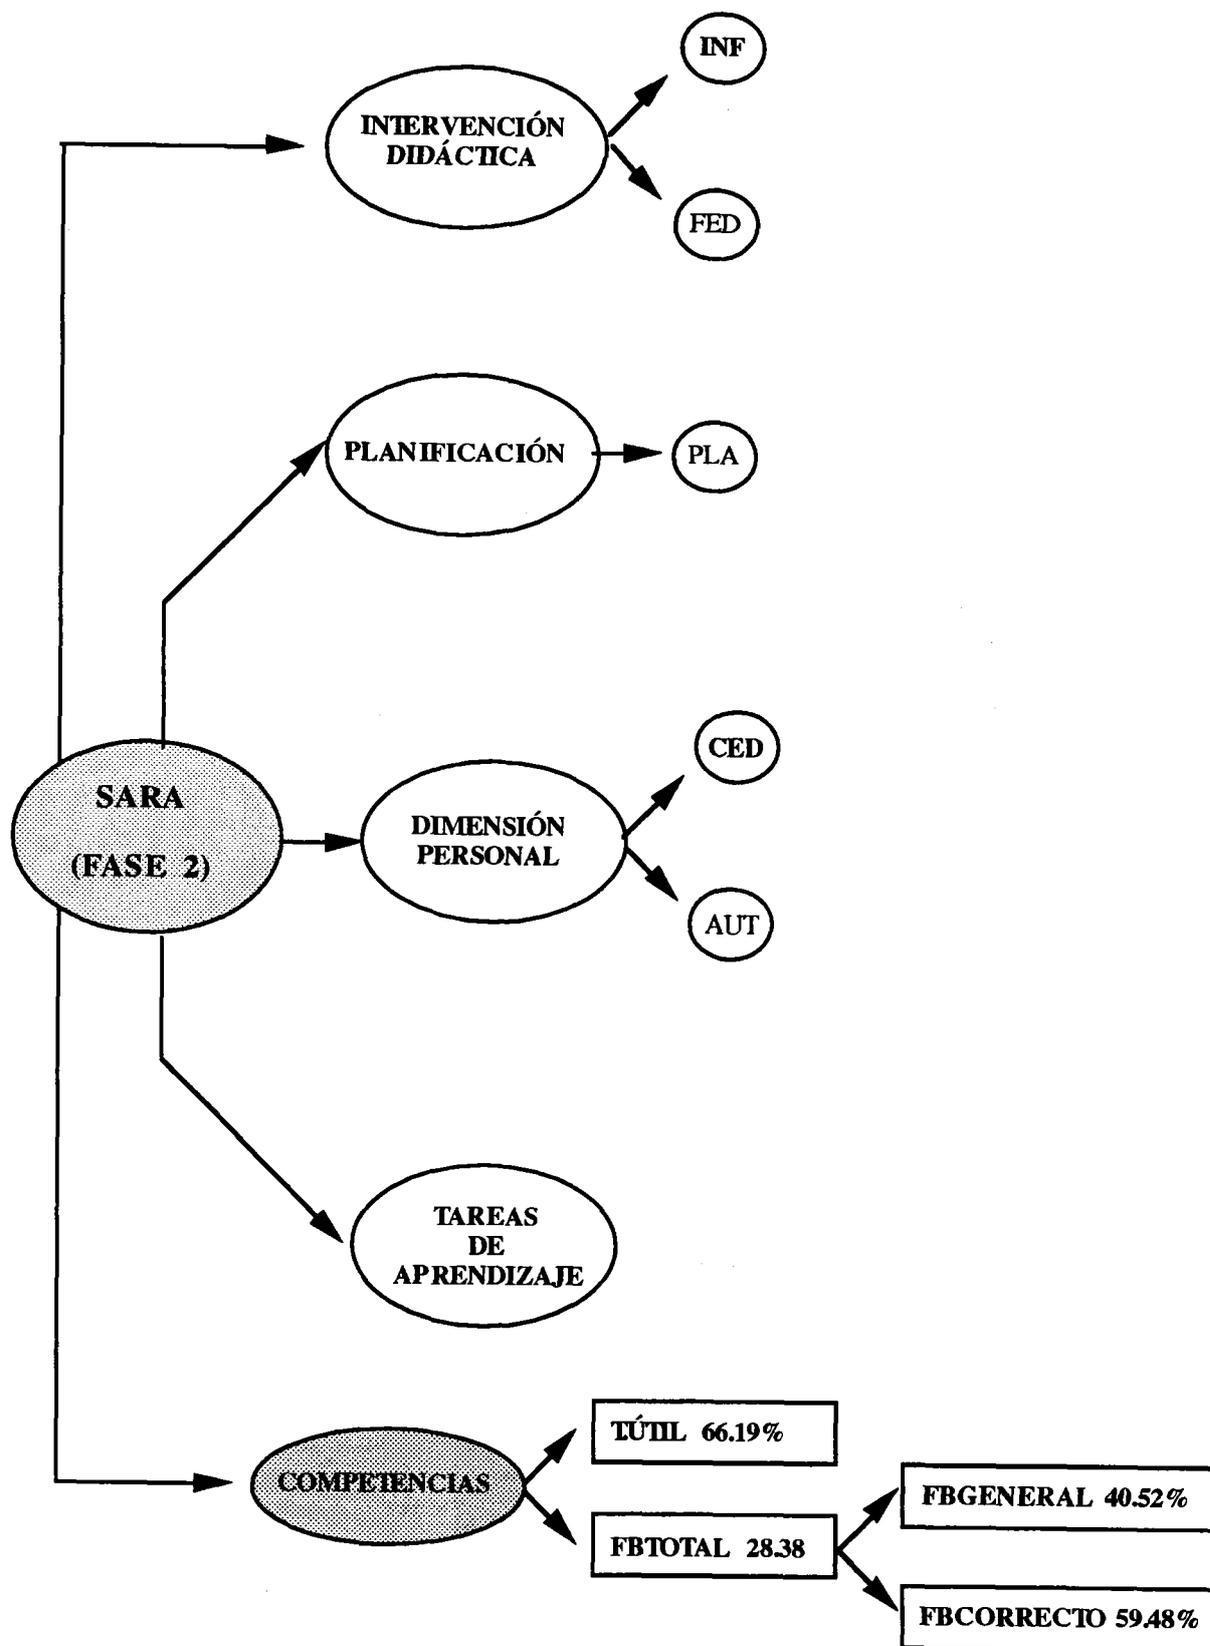 INF
INTERVENCIÓN
DIDÁCTICA
FED
PLANIFICACIÓN
PLA
SARA
(FASE 2)
DIMENSIÓN
PERSONAL
CED
AUT
TAREAS
DE
APRENDIZAJE
COMPETENCIAS
T.ÚTIL 66.19%
FBTOTAL 28.38
FBGENERAL 40.52%
FBCORRECTO 59.48%